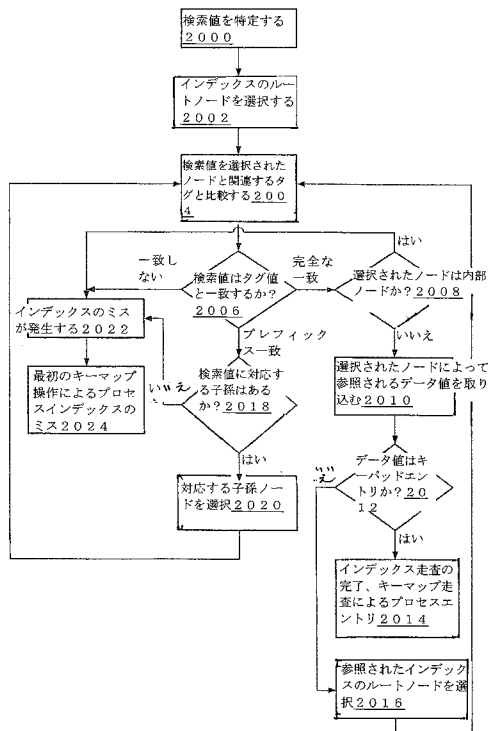 検索値を特定する
2000
インデックスのルー
トノードを選択する
2002
検索値を選択された
ノードと関連するタ
グと比較する200
4
一致し
ない
検索値はタグ値
と一致するか?
2006
完全な
一致
はい
選択されたノードは内部
ノードか?2008
インデックスのミス
が発生する2022
プレフィック
ス一致
いいえ
最初のキーマップ
操作によるプロセ
スインデックスの
ミス2024
いいえ
検索値に対応す
る子孫はある
か?2018
選択されたノードによって
参照されるデータ値を取り
込む2010
はい
データ値はキ
ーパッドエント
リか?20
12
いいえ
対応する子孫ノー
ドを選択2020
はい
インデックス走査の
完了、キーマップ走
査によるプロセスエ
ントリ2014
参照されたインデック
スのルートノードを選
択2016